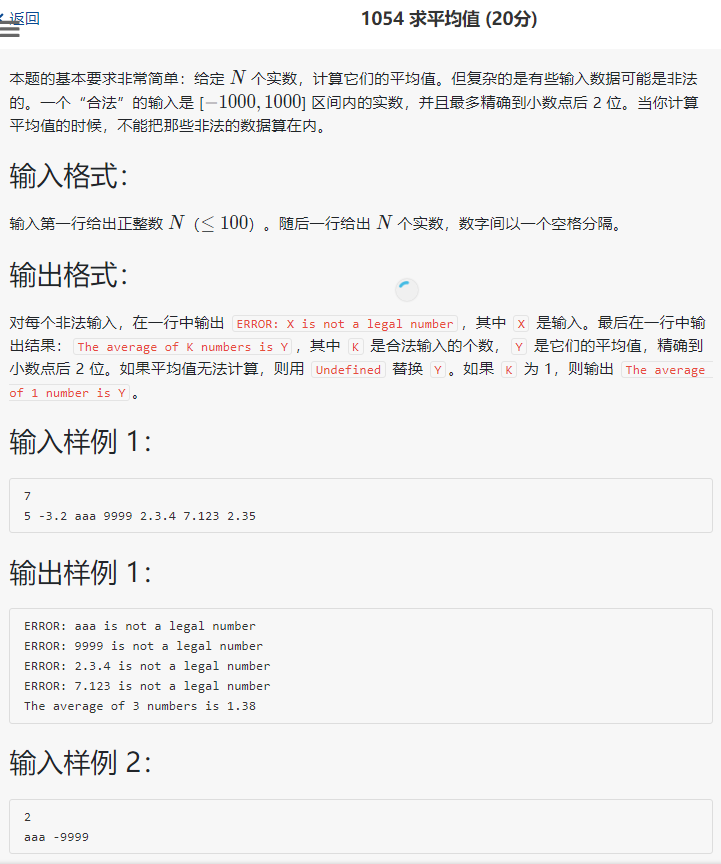 返回
1054 求平均值 (20分)
本题的基本要求非常简单：给定 N 个实数，计算它们的平均值。但复杂的是有些输入数据可能是非法
的。一个“合法”的输入是 [−1000, 1000] 区间内的实数，并且最多精确到小数点后 2 位。当你计算
平均值的时候，不能把那些非法的数据算在内。
输入格式：
输入第一行给出正整数 N（≤ 100）。随后一行给出 N 个实数，数字间以一个空格分隔。
输出格式：
对每个非法输入，在一行中输出 ERROR: X is not a legal number，其中 X 是输入。最后在一行中输
出结果：The average of K numbers is Y，其中 K 是合法输入的个数，Y 是它们的平均值，精确到
小数点后 2 位。如果平均值无法计算，则用 Undefined 替换 Y。如果 K 为 1，则输出 The average
of 1 number is Y。
输入样例 1：
7
5 -3.2 aaa 9999 2.3.4 7.123 2.35
输出样例 1：
ERROR: aaa is not a legal number
ERROR: 9999 is not a legal number
ERROR: 2.3.4 is not a legal number
ERROR: 7.123 is not a legal number
The average of 3 numbers is 1.38
输入样例 2：
2
aaa -9999